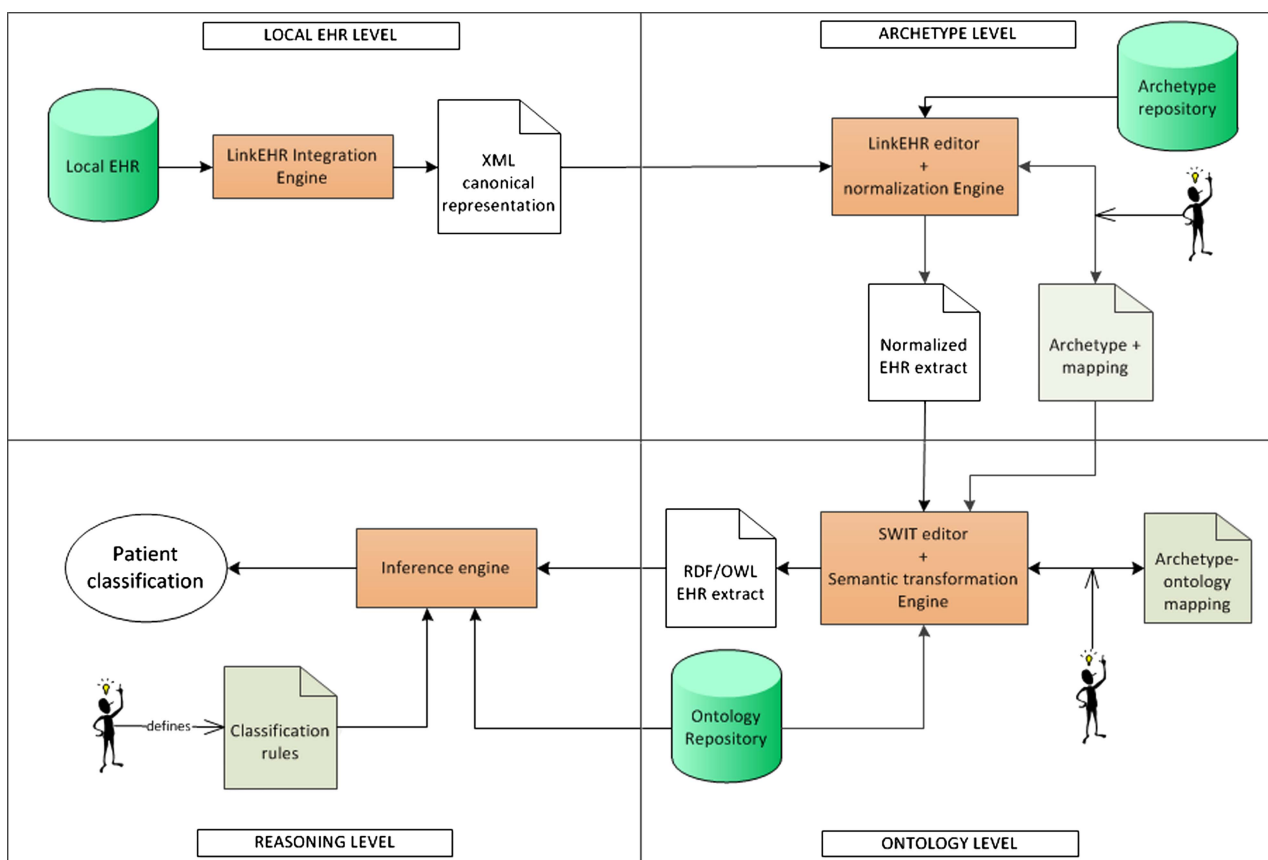 LOCAL EHR LEVEL
Local EHR
LinkEHR Integration
Engine
XML
canonical
representation
ARCHETYPE LEVEL
Archetype
repository
LinkEHR editor
+
normalization Engine
Normalized
EHR extract
Archetype +
mapping
Patient
classification
Inference engine
defines
Classification
rules
REASONING LEVEL
RDF/OWL
EHR extract
SWIT editor
+
Semantic transformation
Engine
Archetype-
ontology
mapping
Ontology
Repository
ONTOLOGY LEVEL